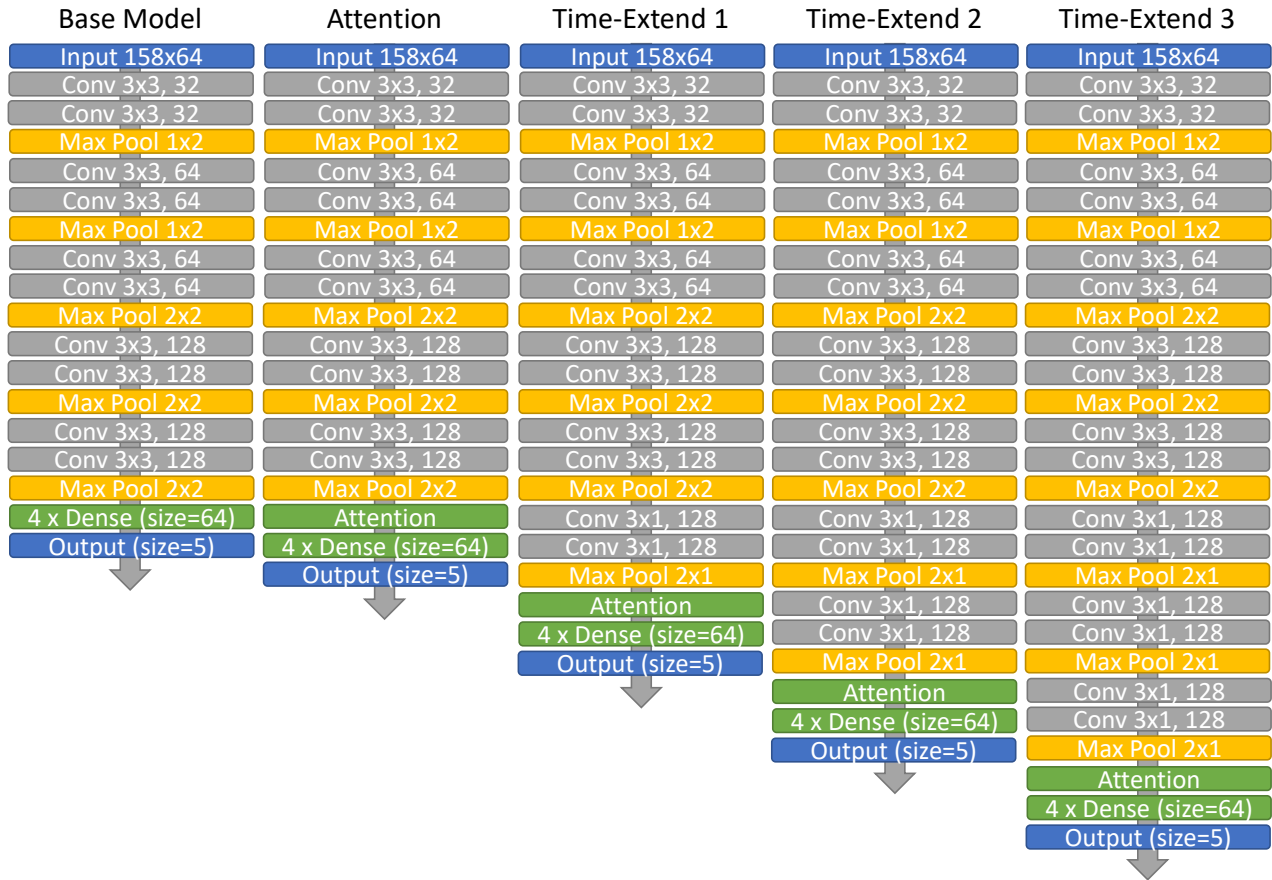 Base Model
Input 158x64
Conv 3x3, 32
Conv 3x3, 32
Max Pool 1x2
Conv 3x3, 64
Conv 3x3, 64
Max Pool 1x2
Conv 3x3, 64
Conv 3x3, 64
Max Pool 2x2
Conv 3x3, 128
Conv 3x3, 128
Max Pool 2x2
Conv 3x3, 128
Conv 3x3, 128
Max Pool 2x2
4 x Dense (size=64)
Output (size=5)
Attention
Input 158x64
Conv 3x3, 32
Conv 3x3, 32
Max Pool 1x2
Conv 3x3, 64
Conv 3x3, 64
Max Pool 1x2
Conv 3x3, 64
Conv 3x3, 64
Max Pool 2x2
Conv 3x3, 128
Conv 3x3, 128
Max Pool 2x2
Conv 3x3, 128
Conv 3x3, 128
Max Pool 2x2
Attention
4 x Dense (size=64)
Output (size=5)
Time-Extend 1
Input 158x64
Conv 3x3, 32
Conv 3x3, 32
Max Pool 1x2
Conv 3x3, 64
Conv 3x3, 64
Max Pool 1x2
Conv 3x3, 64
Conv 3x3, 64
Max Pool 2x2
Conv 3x3, 128
Conv 3x3, 128
Max Pool 2x2
Conv 3x3, 128
Conv 3x3, 128
Max Pool 2x2
Conv 3x1, 128
Conv 3x1, 128
Max Pool 2x1
Attention
4 x Dense (size=64)
Output (size=5)
Time-Extend 2
Input 158x64
Conv 3x3, 32
Conv 3x3, 32
Max Pool 1x2
Conv 3x3, 64
Conv 3x3, 64
Max Pool 1x2
Conv 3x3, 64
Conv 3x3, 64
Max Pool 2x2
Conv 3x3, 128
Conv 3x3, 128
Max Pool 2x2
Conv 3x3, 128
Conv 3x3, 128
Max Pool 2x2
Conv 3x1, 128
Conv 3x1, 128
Max Pool 2x1
Conv 3x1, 128
Conv 3x1, 128
Max Pool 2x1
Attention
4 x Dense (size=64)
Output (size=5)
Time-Extend 3
Input 158x64
Conv 3x3, 32
Conv 3x3, 32
Max Pool 1x2
Conv 3x3, 64
Conv 3x3, 64
Max Pool 1x2
Conv 3x3, 64
Conv 3x3, 64
Max Pool 2x2
Conv 3x3, 128
Conv 3x3, 128
Max Pool 2x2
Conv 3x3, 128
Conv 3x3, 128
Max Pool 2x2
Conv 3x1, 128
Conv 3x1, 128
Max Pool 2x1
Conv 3x1, 128
Conv 3x1, 128
Max Pool 2x1
Conv 3x1, 128
Conv 3x1, 128
Max Pool 2x1
Attention
4 x Dense (size=64)
Output (size=5)